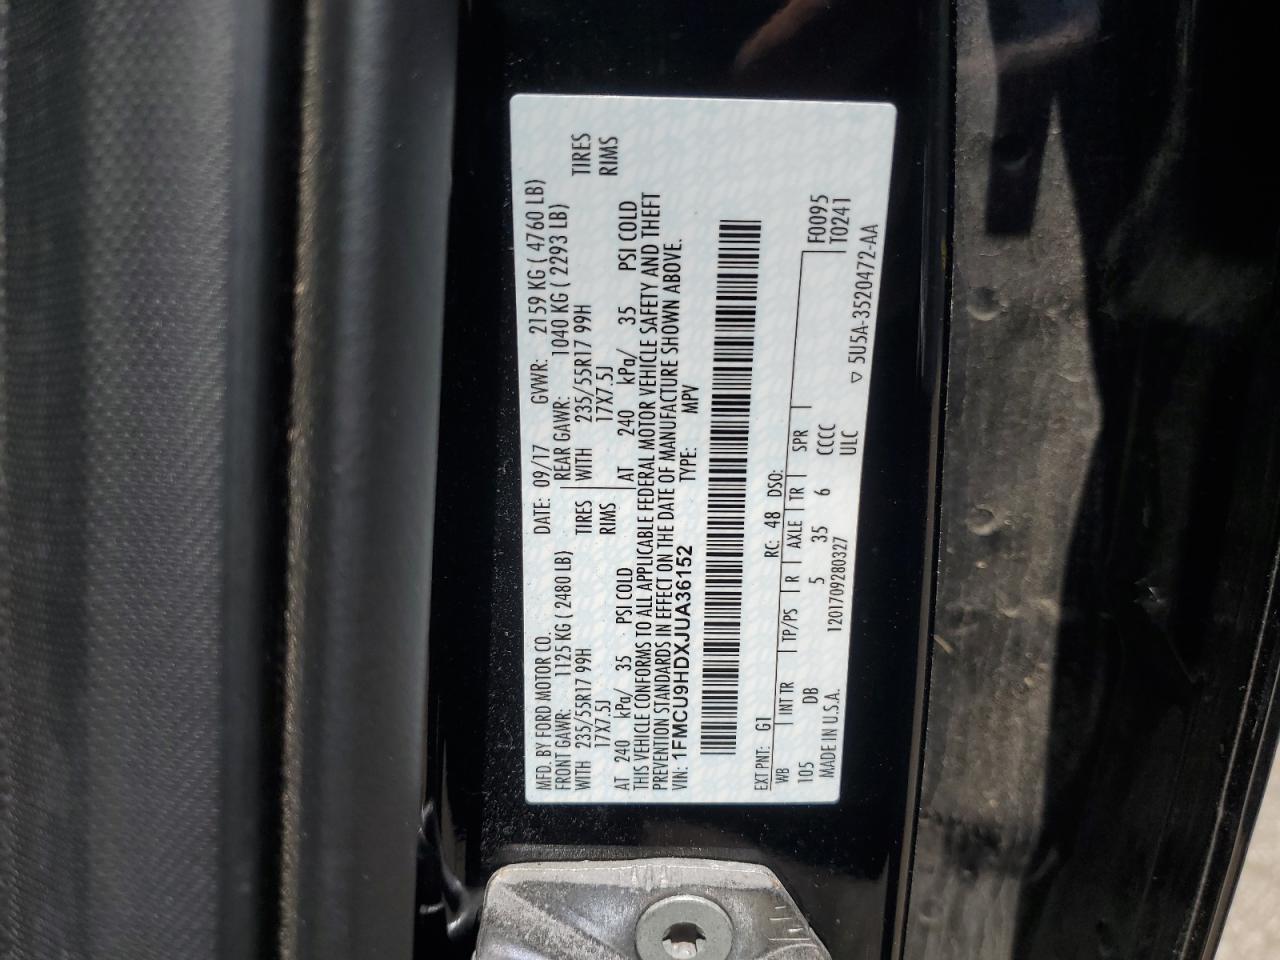 MFD. BY FORD MOTOR CO. DATE: 09/17 GVWR: 2159 KG ( 4760 LB)
FRONT GAWR: 1125 KG ( 2480 LB) REAR GAWR: 1040 KG ( 2293 LB)
WITH 235/55R17 99H TIRES WITH 235/55R17 99H TIRES
17X7.5J RIMS 17X7.5J RIMS
AT 240 kPa/ 35 PSI COLD AT 240 kPa/ 35 PSI COLD
THIS VEHICLE CONFORMS TO ALL APPLICABLE FEDERAL MOTOR VEHICLE SAFETY AND THEFT
PREVENTION STANDARDS IN EFFECT ON THE DATE OF MANUFACTURE SHOWN ABOVE.
VIN: 1FMCU9HDXJUA36152 TYPE: MPV
EXT PNT: G1 RC: 48 DSO:
WB INT TR TP/PS R AXLE TR SPR F0095
105 DB 5 35 6 CCCC T0241
MADE IN U.S.A. 1201709280327 ULC ▽ 5U5A-3520472-AA